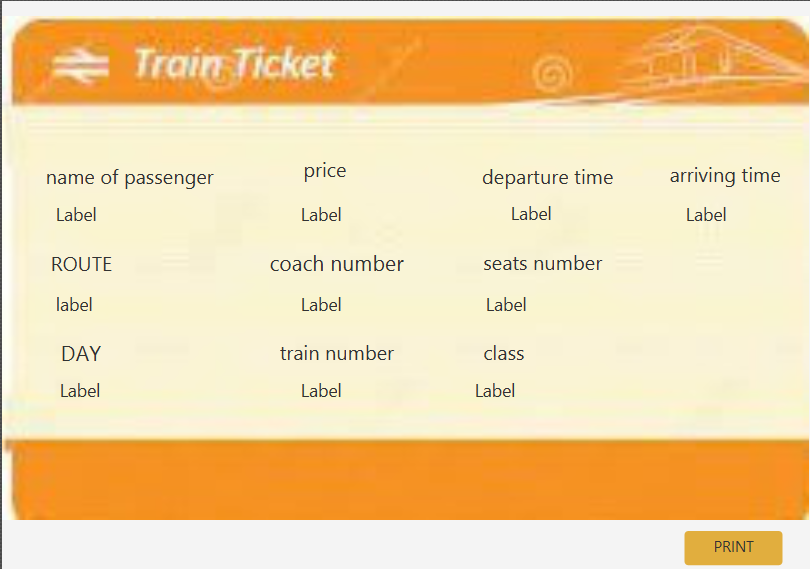 Train Ticket
name of passenger price departure time arriving time
Label Label Label Label
ROUTE coach number seats number
label Label Label
DAY train number class
Label Label Label
PRINT